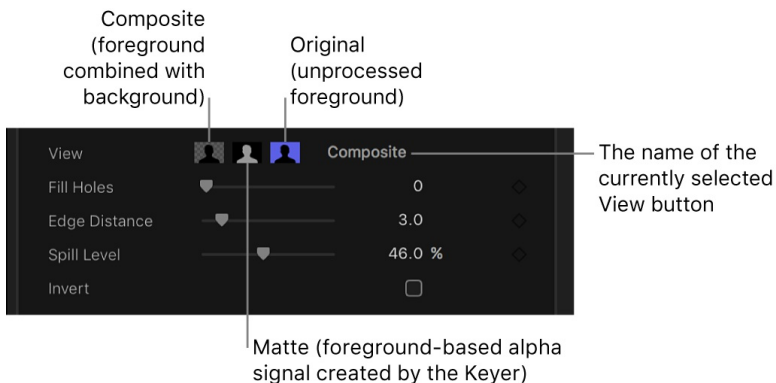 Composite
(foreground
combined with
background)
Original
(unprocessed
foreground)
View
Composite
The name of the
currently selected
View button
Fill Holes
0
Edge Distance
3.0
Spill Level
46.0 %
Invert
Matte (foreground-based alpha
signal created by the Keyer)